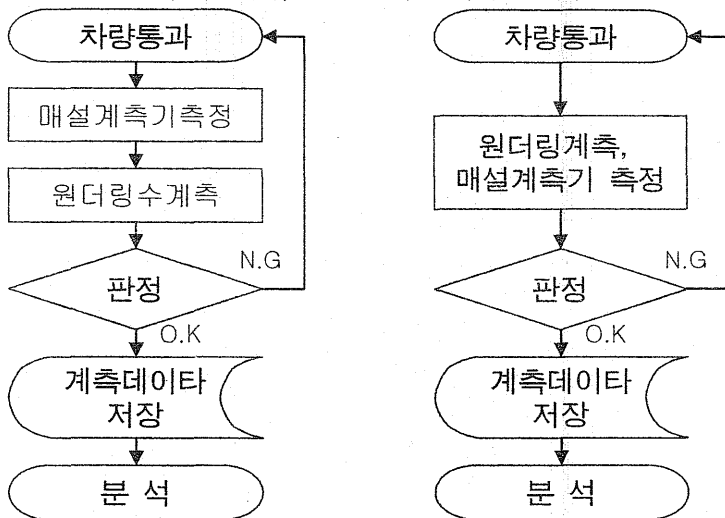 차량통과
매설계측기측정
원더링수계측
판정
N.G
O.K
계측데이타
저장
분 석
차량통과
원더링계측,
매설계측기 측정
판정
N.G
O.K
계측데이타
저장
분 석